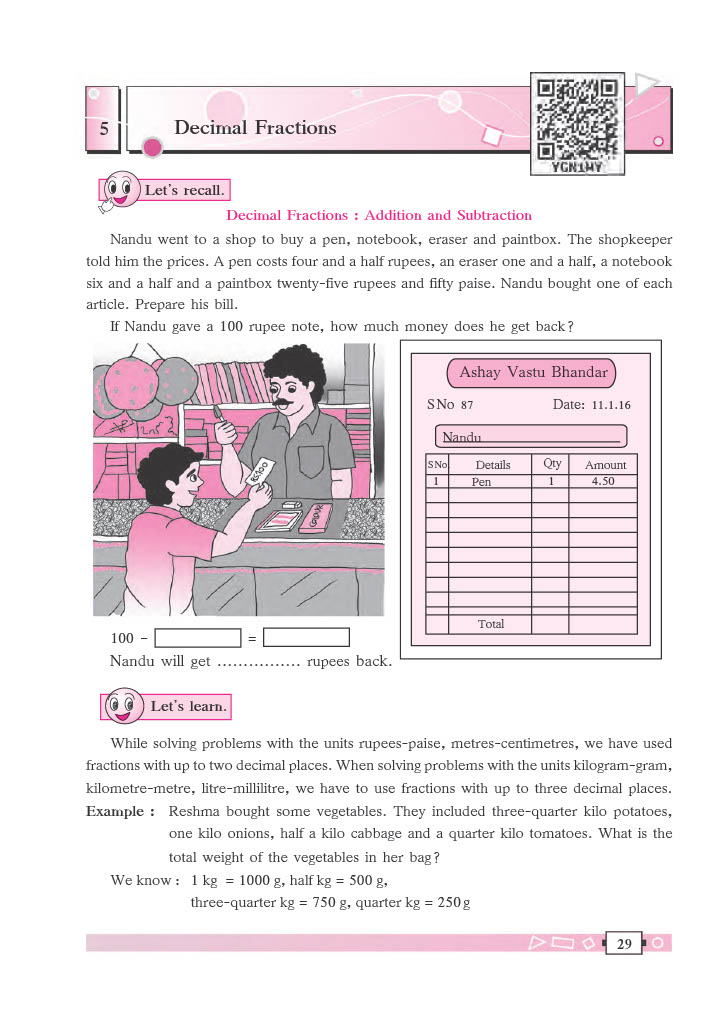 5
Decimal Fractions
YGN1MY
Let's recall.
Decimal Fractions : Addition and Subtraction
Nandu went to a shop to buy a pen, notebook, eraser and paintbox. The shopkeeper
told him the prices. A pen costs four and a half rupees, an eraser one and a half, a notebook
six and a half and a paintbox twenty-five rupees and fifty paise. Nandu bought one of each
article. Prepare his bill.
If Nandu gave a 100 rupee note, how much money does he get back?
Rs100
Ashay Vastu Bhandar
SNo 87 Date: 11.1.16
Nandu
SNo. Details Qty Amount
1 Pen 1 4.50
Total
100 - =
Nandu will get ................ rupees back.
Let's learn.
While solving problems with the units rupees-paise, metres-centimetres, we have used
fractions with up to two decimal places. When solving problems with the units kilogram-gram,
kilometre-metre, litre-millilitre, we have to use fractions with up to three decimal places.
Example : Reshma bought some vegetables. They included three-quarter kilo potatoes,
one kilo onions, half a kilo cabbage and a quarter kilo tomatoes. What is the
total weight of the vegetables in her bag?
We know : 1 kg = 1000 g, half kg = 500 g,
three-quarter kg = 750 g, quarter kg = 250 g
29